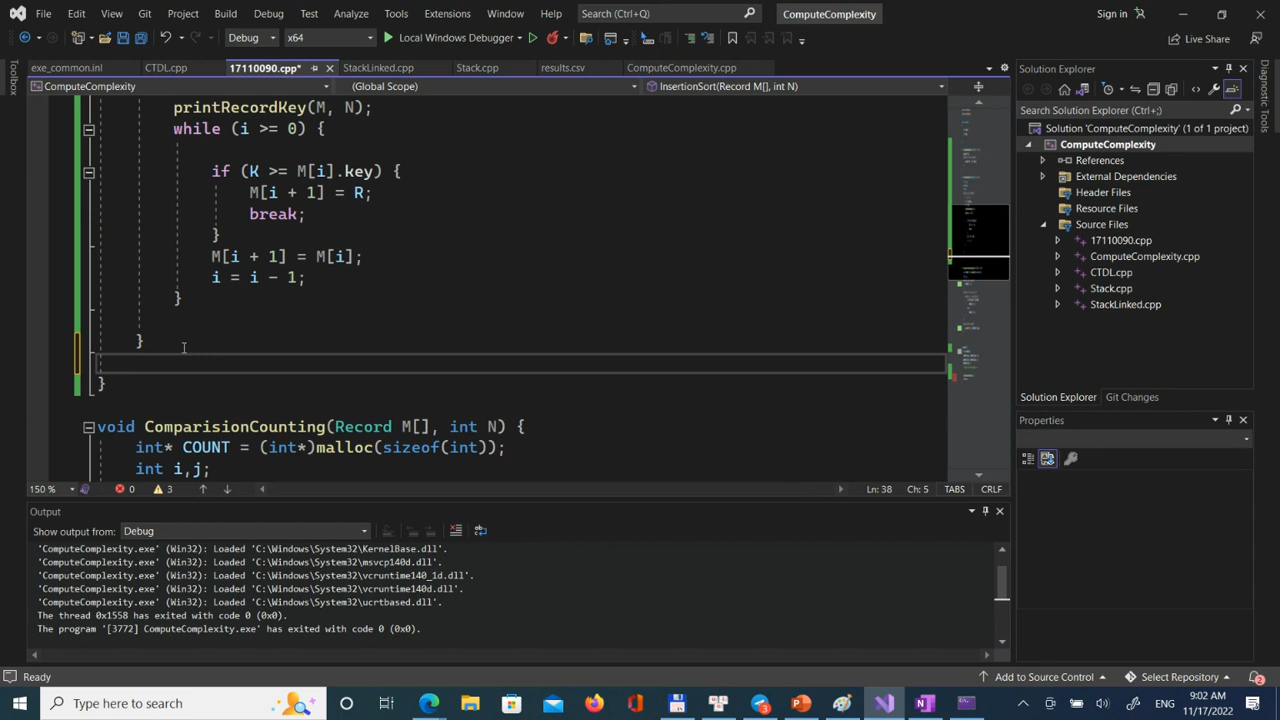 File Edit View Git Project Build Debug Test Analyze Tools Extensions Window Help Search (Ctrl+Q) ComputeComplexity Sign in
Debug x64 Local Windows Debugger Live Share
exe_common.inl CTDL.cpp 17110090.cpp* StackLinked.cpp Stack.cpp results.csv ComputeComplexity.cpp
ComputeComplexity (Global Scope) InsertionSort(Record M[], int N)
Toolbox
printRecordKey(M, N);
while (i >= 0) {
if (K >= M[i].key) {
M[i + 1] = R;
break;
}
M[i + 1] = M[i];
i = i - 1;
}
}
}
void ComparisionCounting(Record M[], int N) {
int* COUNT = (int*)malloc(sizeof(int));
int i,j;
150 % 0 3 Ln: 38 Ch: 5 TABS CRLF
Output
Show output from: Debug
'ComputeComplexity.exe' (Win32): Loaded 'C:\Windows\System32\KernelBase.dll'.
'ComputeComplexity.exe' (Win32): Loaded 'C:\Windows\System32\msvcp140d.dll'.
'ComputeComplexity.exe' (Win32): Loaded 'C:\Windows\System32\vcruntime140_1d.dll'.
'ComputeComplexity.exe' (Win32): Loaded 'C:\Windows\System32\vcruntime140d.dll'.
'ComputeComplexity.exe' (Win32): Loaded 'C:\Windows\System32\ucrtbased.dll'.
The thread 0x1558 has exited with code 0 (0x0).
The program '[3772] ComputeComplexity.exe' has exited with code 0 (0x0).
Solution Explorer
Search Solution Explorer (Ctrl+;)
Solution 'ComputeComplexity' (1 of 1 project)
ComputeComplexity
References
External Dependencies
Header Files
Resource Files
Source Files
17110090.cpp
ComputeComplexity.cpp
CTDL.cpp
Stack.cpp
StackLinked.cpp
Solution Explorer Git Changes
Properties
Diagnostic Tools
Ready Add to Source Control Select Repository 2
Type here to search ENG 9:02 AM
11/17/2022